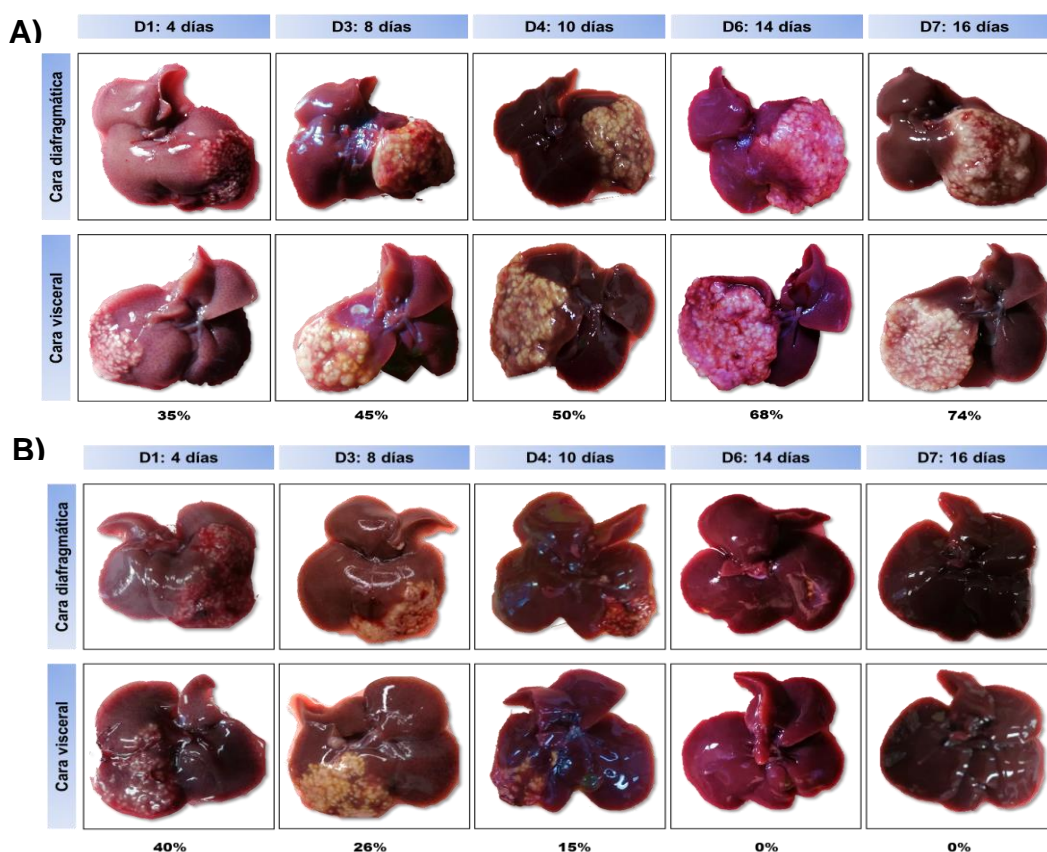 A)
D1: 4 días D3: 8 días D4: 10 días D6: 14 días D7: 16 días
Cara diafragmática
Cara visceral
35% 45% 50% 68% 74%
B)
D1: 4 días D3: 8 días D4: 10 días D6: 14 días D7: 16 días
Cara diafragmática
Cara visceral
40% 26% 15% 0% 0%